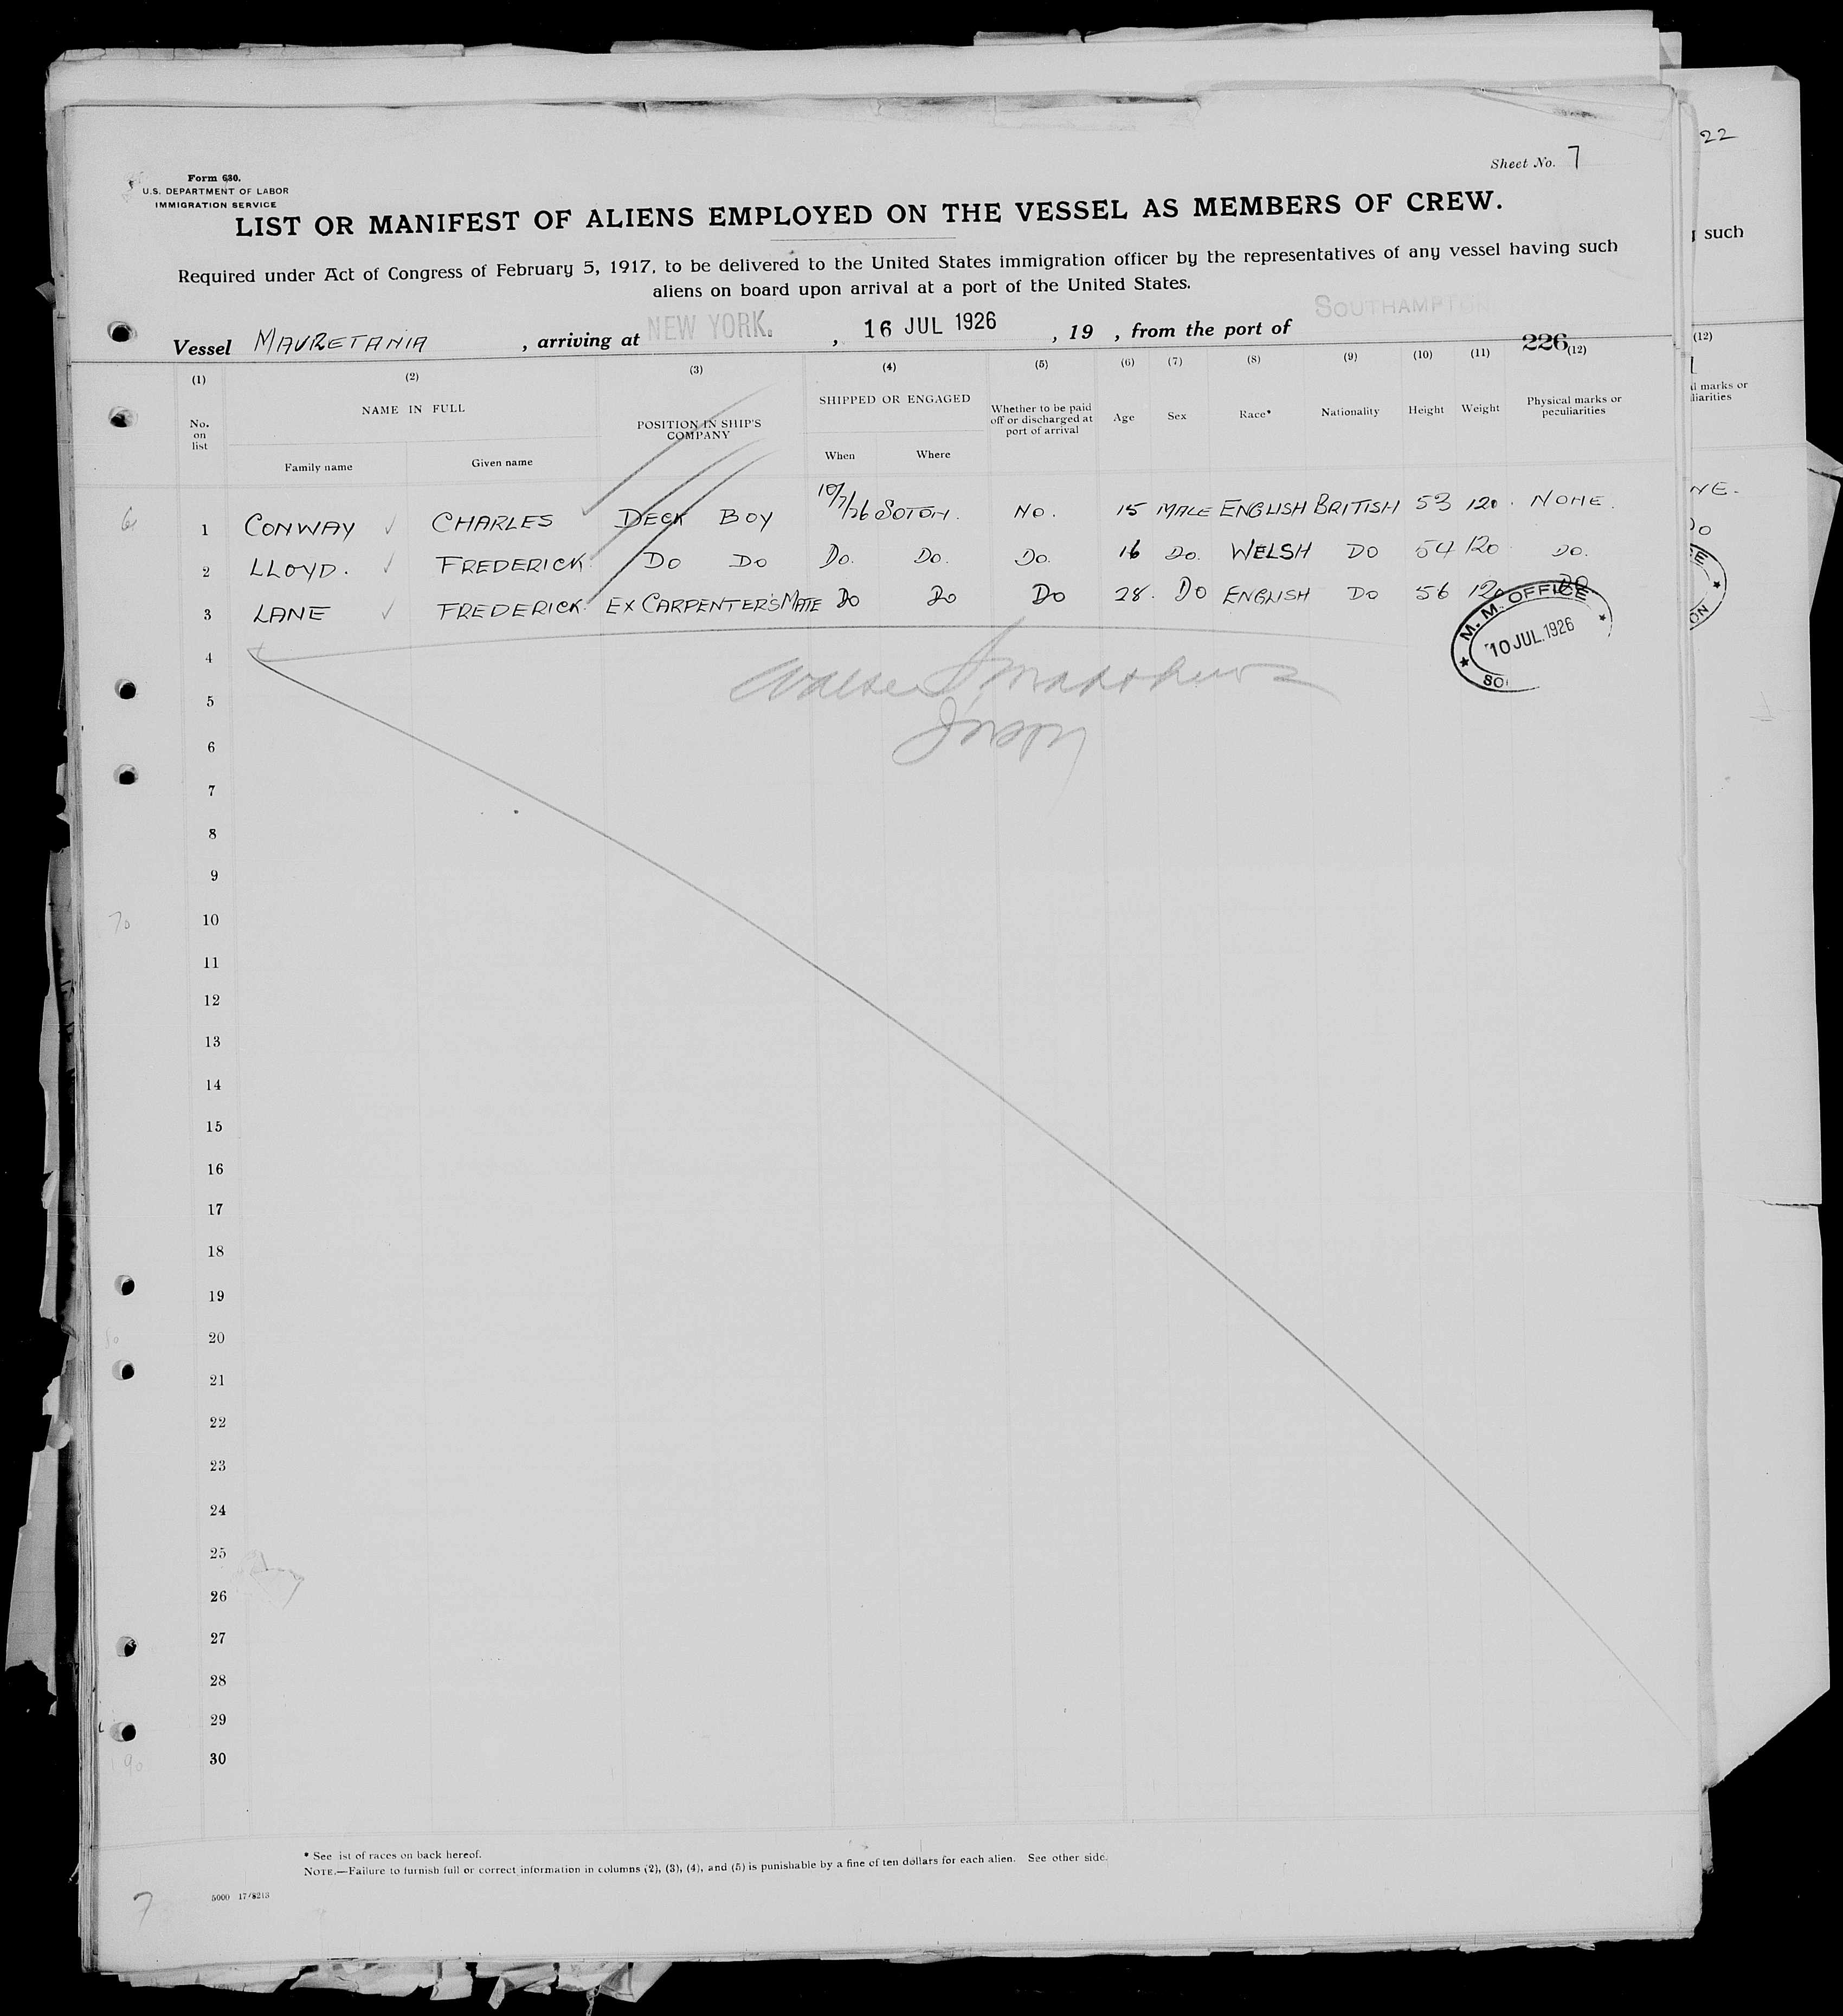 22
Sheet No. 7
Form 630.
U.S. DEPARTMENT OF LABOR
IMMIGRATION SERVICE
LIST OR MANIFEST OF ALIENS EMPLOYED ON THE VESSEL AS MEMBERS OF CREW.
such
Required under Act of Congress of February 5, 1917, to be delivered to the United States immigration officer by the representatives of any vessel having such
aliens on board upon arrival at a port of the United States.
SOUTHAMPTON
Vessel MAURETANIA , arriving at NEW YORK. , 16 JUL 1926 , 19 , from the port of
226
(1) (2) (3) (4) (5) (6) (7) (8) (9) (10) (11) (12) (12)
No. on list NAME IN FULL POSITION IN SHIP'S COMPANY SHIPPED OR ENGAGED Whether to be paid off or discharged at port of arrival Age Sex Race* Nationality Height Weight Physical marks or peculiarities
Family name Given name When Where
1 CONWAY ✓ CHARLES DECK BOY 10/7/26 SOTON. NO. 15 MALE ENGLISH BRITISH 53 120 . NONE.
2 LLOYD. ✓ FREDERICK. DO DO DO. DO. DO. 16 DO. WELSH DO 54 120 DO.
3 LANE ✓ FREDERICK. EX CARPENTER'S MATE DO DO DO 28. DO ENGLISH DO 56 120 DO
M. M. OFFICE
10 JUL. 1926
4
5
6
7
8
9
10
70
11
12
13
14
15
16
17
18
19
20
21
22
23
24
25
26
27
28
29
30
90
* See ist of races on back hereof.
NOTE.—Failure to furnish full or correct information in columns (2), (3), (4), and (5) is punishable by a fine of ten dollars for each alien. See other side.
5000 17/8213
7